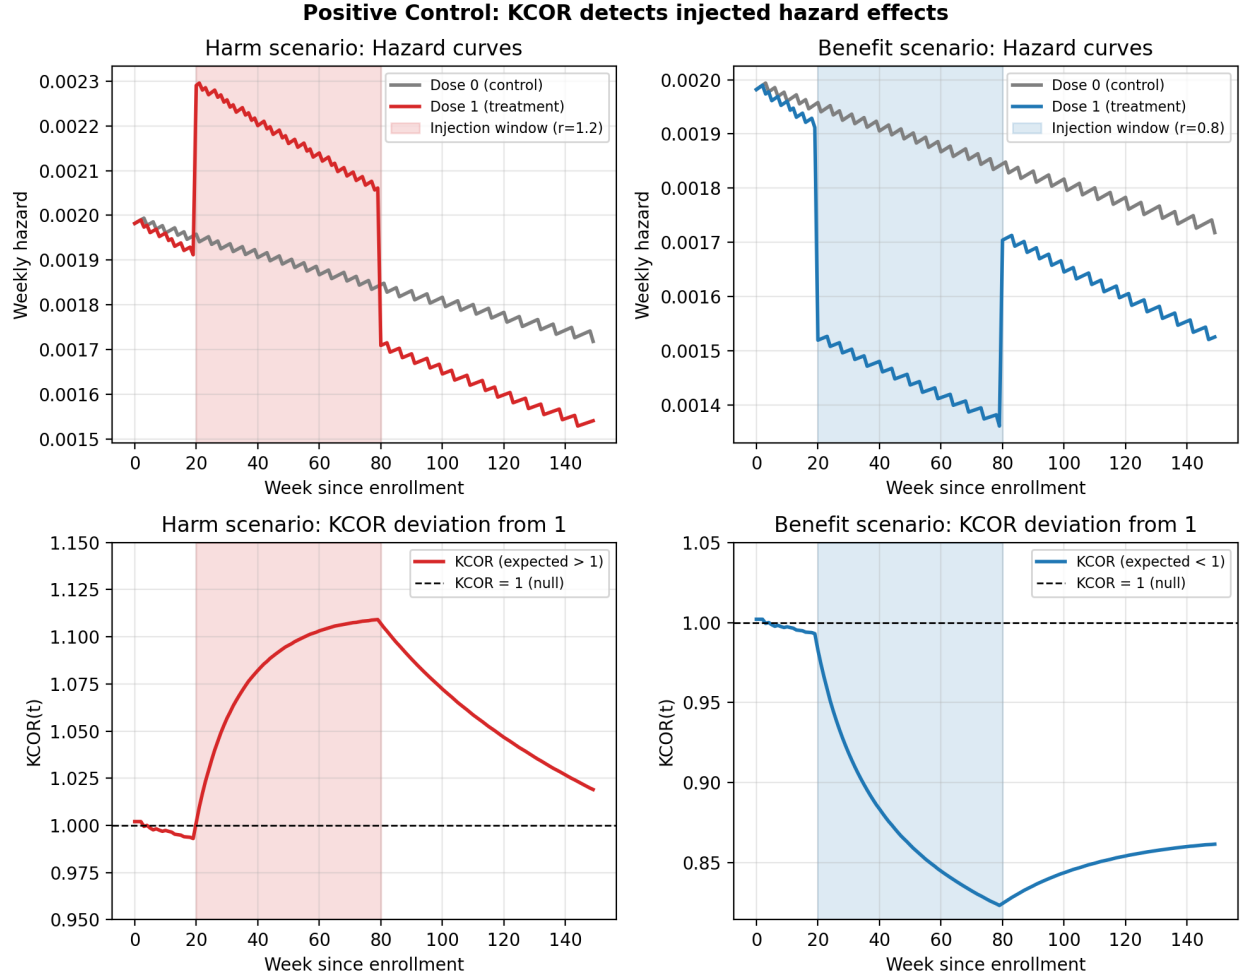 Positive Control: KCOR detects injected hazard effects
Harm scenario: Hazard curves
Weekly hazard
0.0023
0.0022
0.0021
0.0020
0.0019
0.0018
0.0017
0.0016
0.0015
Dose 0 (control)
Dose 1 (treatment)
Injection window (r=1.2)
0 20 40 60 80 100 120 140
Week since enrollment
Benefit scenario: Hazard curves
Weekly hazard
0.0020
0.0019
0.0018
0.0017
0.0016
0.0015
0.0014
Dose 0 (control)
Dose 1 (treatment)
Injection window (r=0.8)
0 20 40 60 80 100 120 140
Week since enrollment
Harm scenario: KCOR deviation from 1
KCOR(t)
1.150
1.125
1.100
1.075
1.050
1.025
1.000
0.975
0.950
KCOR (expected > 1)
KCOR = 1 (null)
0 20 40 60 80 100 120 140
Week since enrollment
Benefit scenario: KCOR deviation from 1
KCOR(t)
1.05
1.00
0.95
0.90
0.85
KCOR (expected < 1)
KCOR = 1 (null)
0 20 40 60 80 100 120 140
Week since enrollment